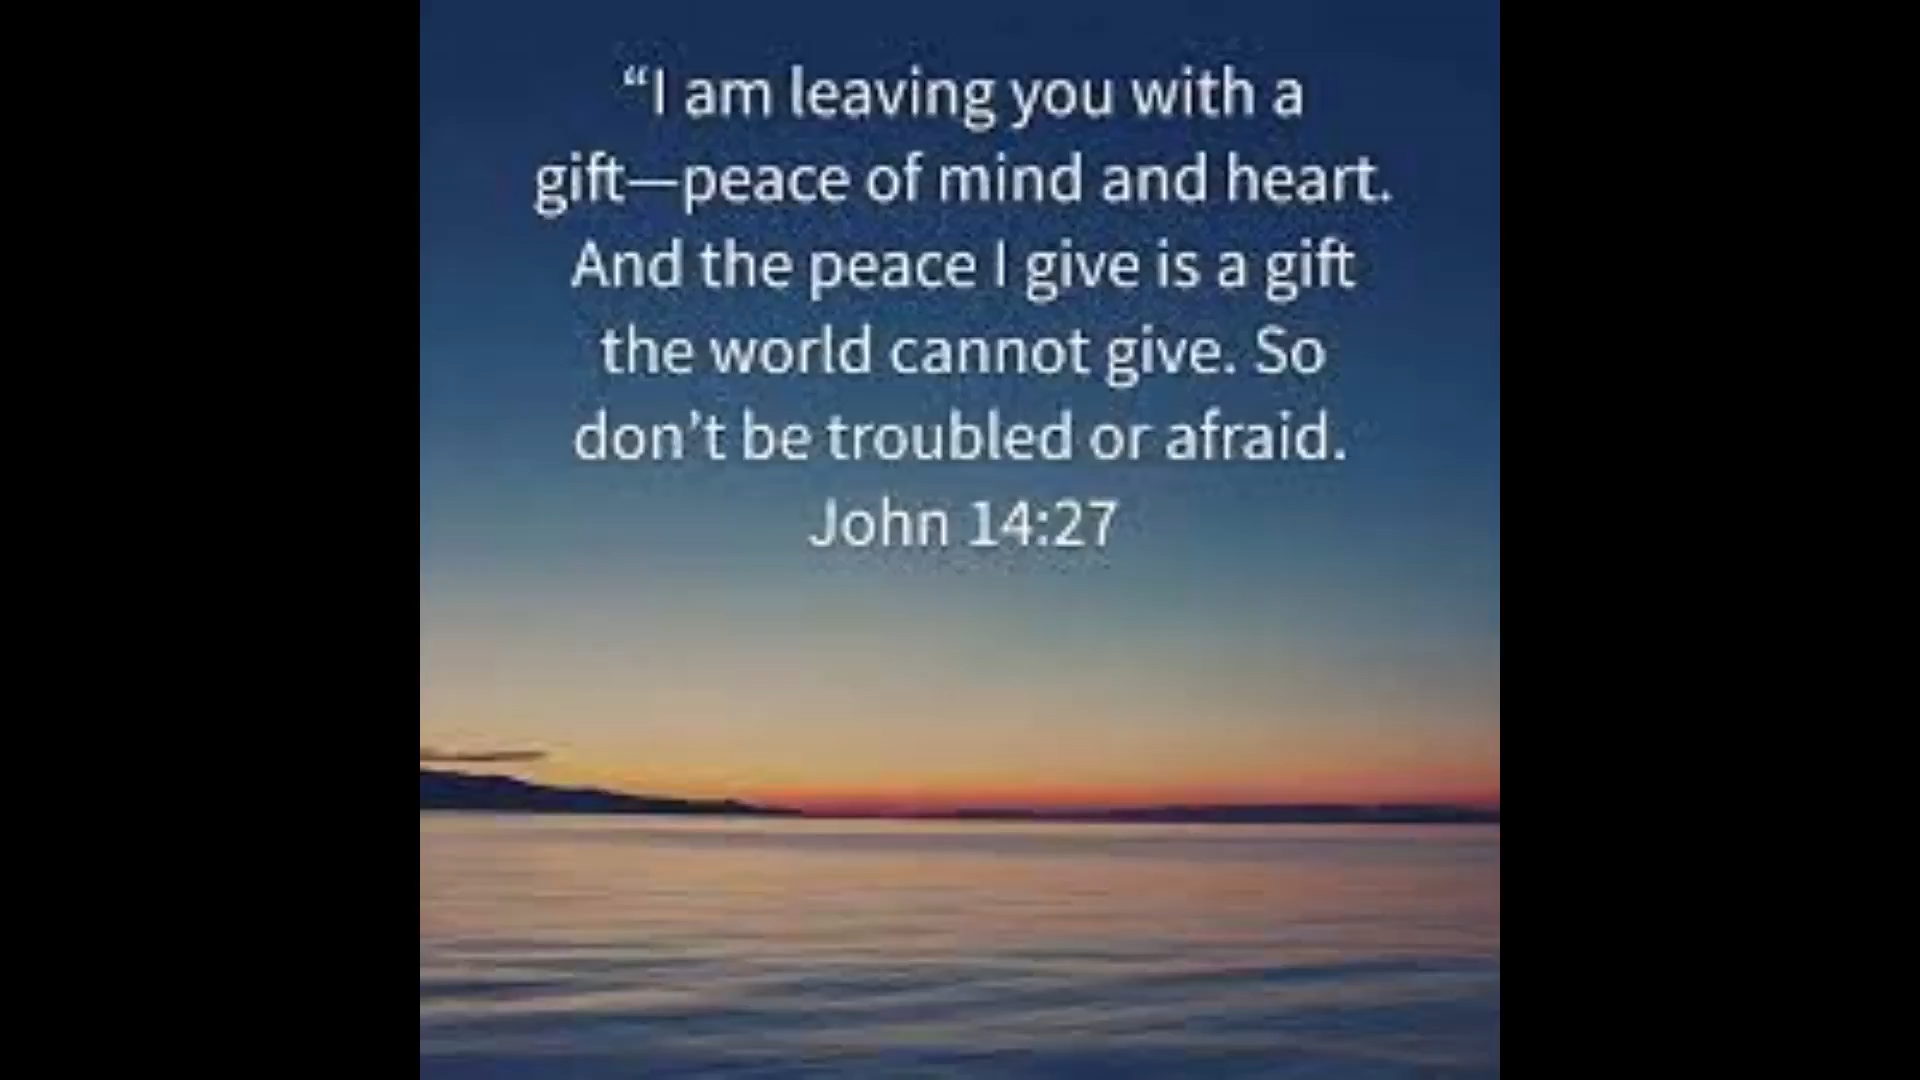 “I am leaving you with a
gift—peace of mind and heart.
And the peace I give is a gift
the world cannot give. So
don’t be troubled or afraid.
John 14:27